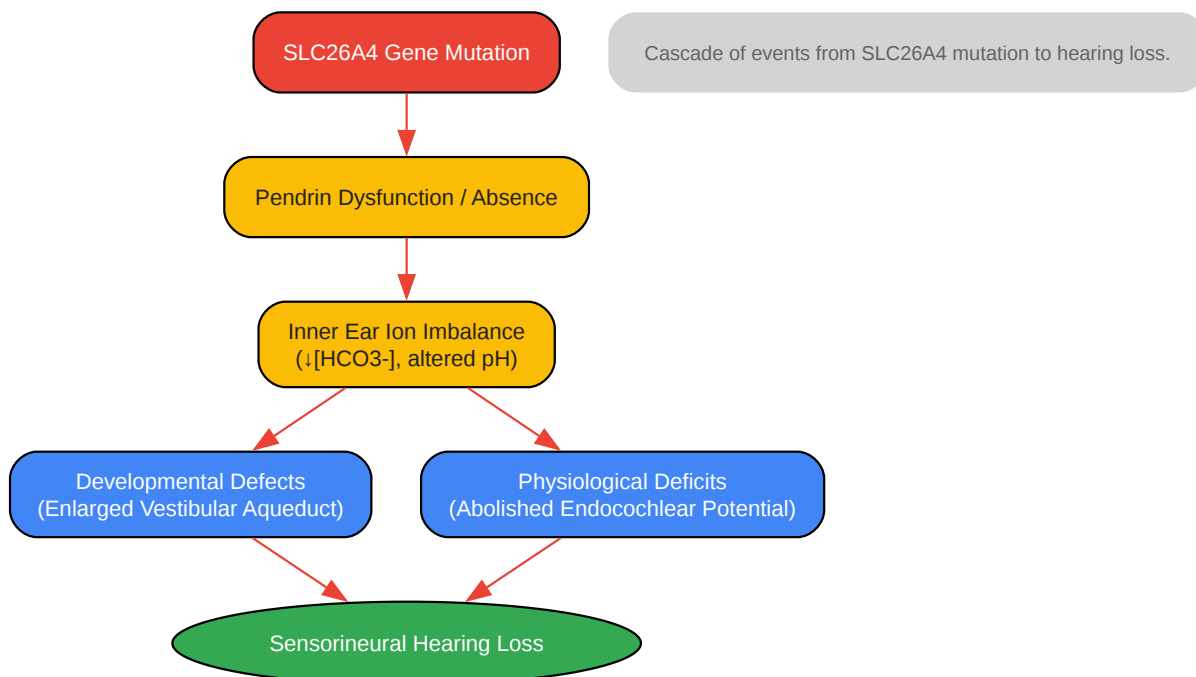 SLC26A4 Gene Mutation
Cascade of events from SLC26A4 mutation to hearing loss.
Pendrin Dysfunction / Absence
Inner Ear Ion Imbalance
(↓[HCO3-], altered pH)
Developmental Defects
(Enlarged Vestibular Aqueduct)
Physiological Deficits
(Abolished Endocochlear Potential)
Sensorineural Hearing Loss